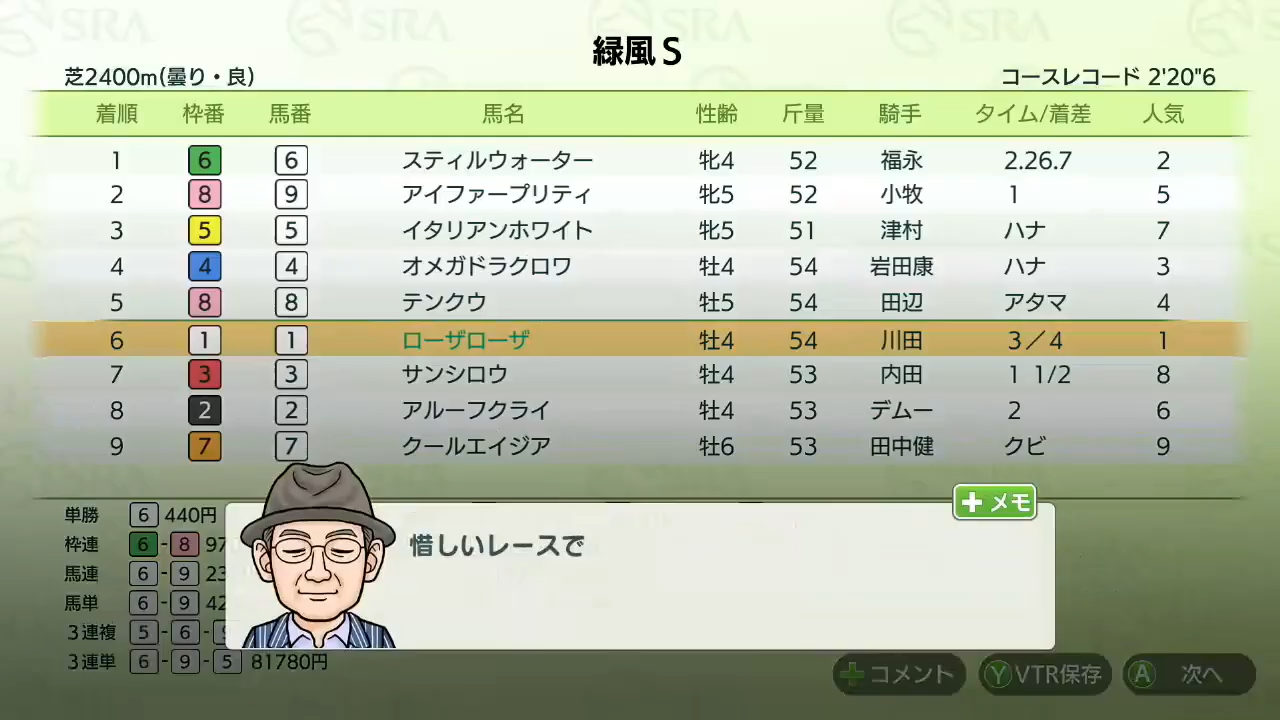 緑風S
芝2400m(曇り・良)
コースレコード 2'20"6
着順 枠番 馬番 馬名 性齢 斤量 騎手 タイム/着差 人気
1 6 6 スティルウォーター 牝4 52 福永 2.26.7 2
2 8 9 アイファープリティ 牝5 52 小牧 1 5
3 5 5 イタリアンホワイト 牝5 51 津村 ハナ 7
4 4 4 オメガドラクロワ 牡4 54 岩田康 ハナ 3
5 8 8 テンクウ 牡5 54 田辺 アタマ 4
6 1 1 ローザローザ 牡4 54 川田 3／4 1
7 3 3 サンシロウ 牡4 53 内田 1 1/2 8
8 2 2 アルーフクライ 牡4 53 デムー 2 6
9 7 7 クールエイジア 牡6 53 田中健 クビ 9
単勝 6 440円
枠連 6-8 97
馬連 6-9 23
馬単 6-9 42
3連複 5-6-
3連単 6-9-5 81780円
+メモ
惜しいレースで
+コメント
Y VTR保存
A 次へ
SRA
SRA
SRA